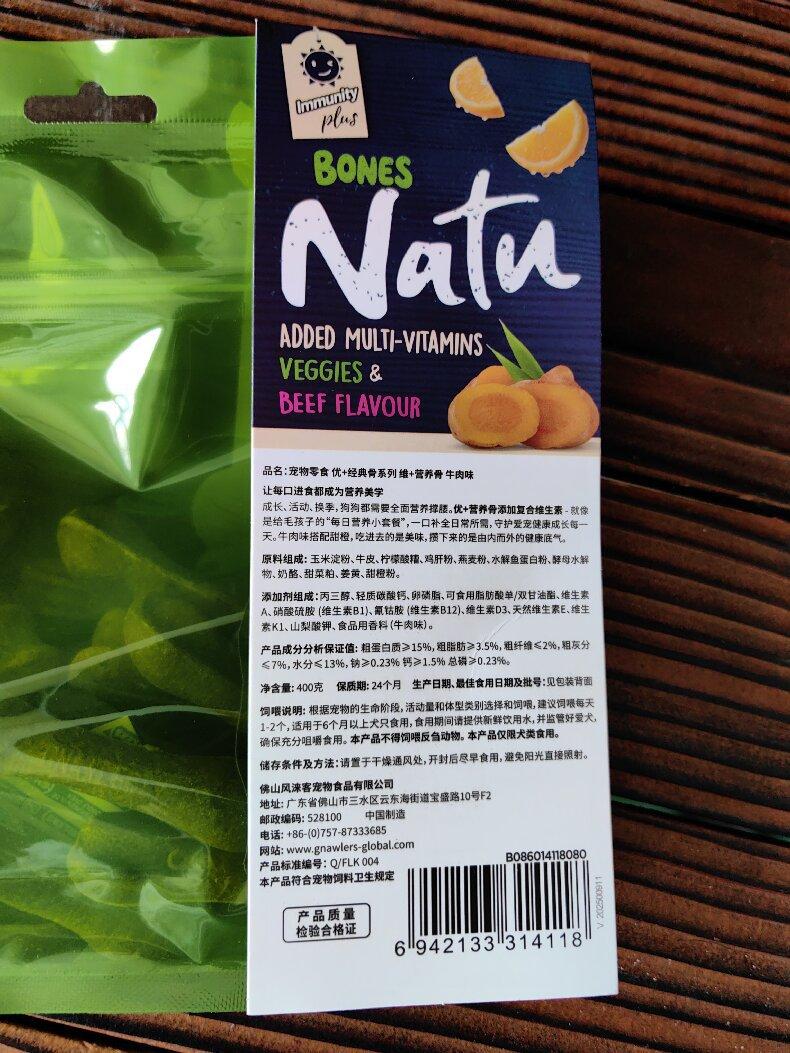 Immunity
plus
BONES
Natu
ADDED MULTI-VITAMINS
VEGGIES &
BEEF FLAVOUR
品名：宠物零食 优+经典骨系列 维+营养骨 牛肉味
让每口进食都成为营养美学
成长、活动、换季，狗狗都需要全面营养撑腰。优+营养骨添加复合维生素 - 就像
是给毛孩子的“每日营养小套餐”，一口补全日常所需，守护爱宠健康成长每一
天。牛肉味搭配甜橙，吃进去的是美味，攒下来的是由内而外的健康底气。
原料组成：玉米淀粉、牛皮、柠檬酸糟、鸡肝粉、燕麦粉、水解鱼蛋白粉、酵母水解
物、奶酪、甜菜粕、姜黄、甜橙粉。
添加剂组成：丙三醇、轻质碳酸钙、卵磷脂、可食用脂肪酸单/双甘油酯、维生素
A、硝酸硫胺 (维生素B1)、氰钴胺 (维生素B12)、维生素D3、天然维生素E、维生
素K1、山梨酸钾、食品用香料 (牛肉味)。
产品成分分析保证值：粗蛋白质≥15%，粗脂肪≥3.5%，粗纤维≤2%，粗灰分
≤7%，水分≤13%，钠≥0.23% 钙≥1.5% 总磷≥0.23%。
净含量：400克 保质期：24个月 生产日期、最佳食用日期及批号：见包装背面
饲喂说明：根据宠物的生命阶段，活动量和体型类别选择和饲喂，建议饲喂每天
1-2个，适用于6个月以上犬只食用，食用期间请提供新鲜饮用水，并监管好爱犬，
确保充分咀嚼食用。本产品不得饲喂反刍动物。本产品仅限犬类食用。
储存条件及方法：请置于干燥通风处，开封后尽早食用，避免阳光直接照射。
佛山风涞客宠物食品有限公司
地址：广东省佛山市三水区云东海街道宝盛路10号F2
邮政编码：528100 中国制造
电话：+86-(0)757-87333685
网站：www.gnawlers-global.com
产品标准编号：Q/FLK 004
本产品符合宠物饲料卫生规定
产品质量
检验合格证
B086014118080
6 942133 314118
V. 202500911